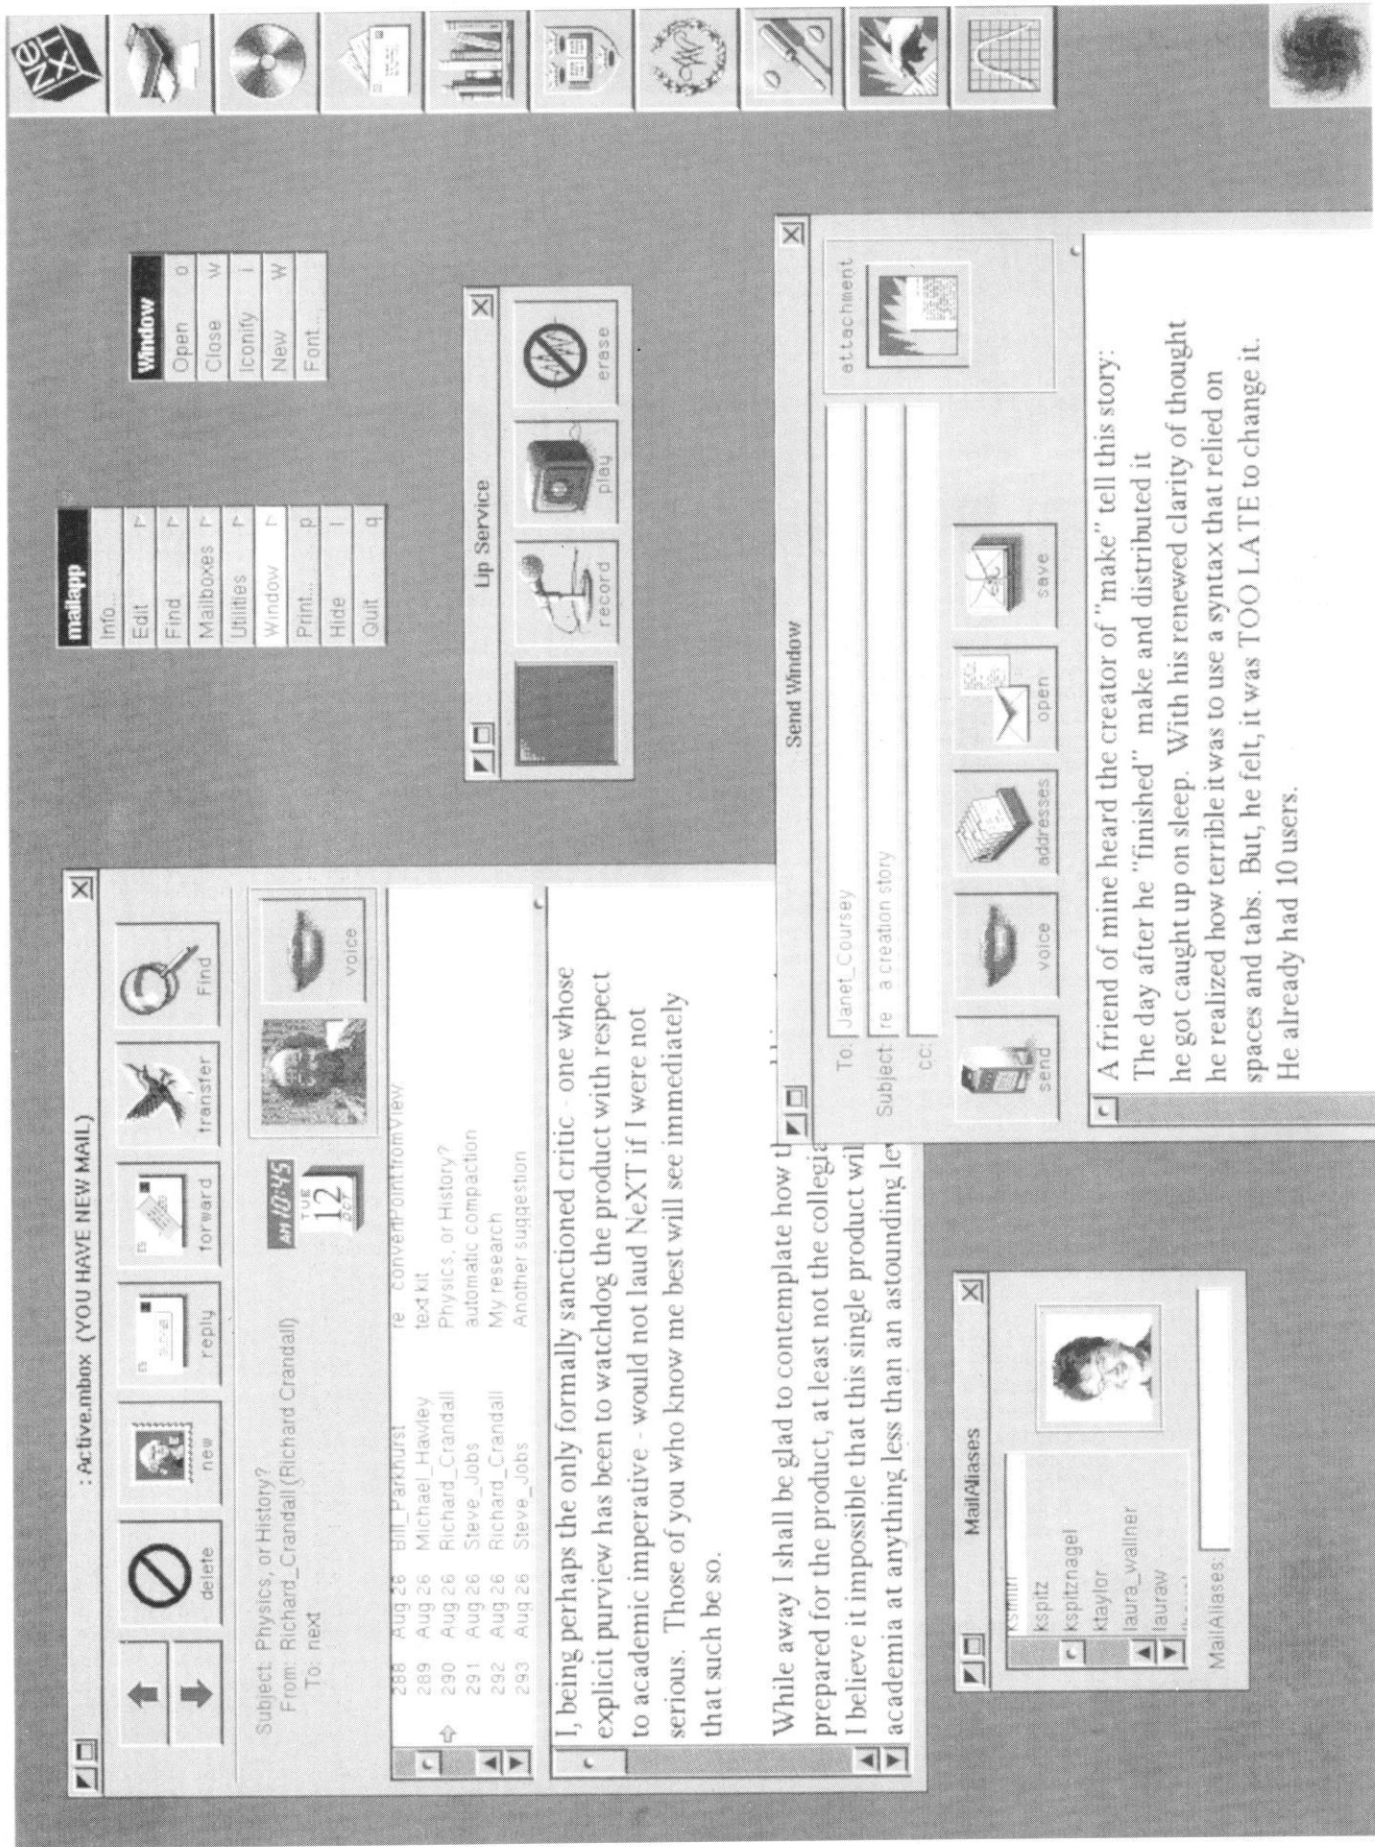 NeXT
mailapp
Info...
Edit
Find
Mailboxes
Utilities
Window
Print... p
Hide
Quit q
Window
Open o
Close w
Iconify i
New W
Font...
: Active.mbox (YOU HAVE NEW MAIL)
delete
new
reply
forward
transfer
Find
Subject: Physics, or History?
From: Richard_Crandall (Richard Crandall)
To: next
AM 10:45
TUE
12
OCT
voice
288 Aug 26 Bill_Parkhurst re convertPoint:fromView
289 Aug 26 Michael_Hawley text kit
290 Aug 26 Richard_Crandall Physics, or History?
291 Aug 26 Steve_Jobs automatic compaction
292 Aug 26 Richard_Crandall My research
293 Aug 26 Steve_Jobs Another suggestion
I, being perhaps the only formally sanctioned critic - one whose
explicit purview has been to watchdog the product with respect
to academic imperative - would not laud NeXT if I were not
serious. Those of you who know me best will see immediately
that such be so.
While away I shall be glad to contemplate how t
prepared for the product, at least not the collegia
I believe it impossible that this single product wil
academia at anything less than an astounding lev
Lip Service
record
play
erase
Send Window
To: Janet_Coursey
Subject: re a creation story
cc:
attachment
send
voice
addresses
open
save
A friend of mine heard the creator of "make" tell this story:
The day after he "finished" make and distributed it
he got caught up on sleep. With his renewed clarity of thought
he realized how terrible it was to use a syntax that relied on
spaces and tabs. But, he felt, it was TOO LATE to change it.
He already had 10 users.
MailAliases
ksmith
kspitz
kspitznagel
ktaylor
laura_wallner
lauraw
MailAliases: